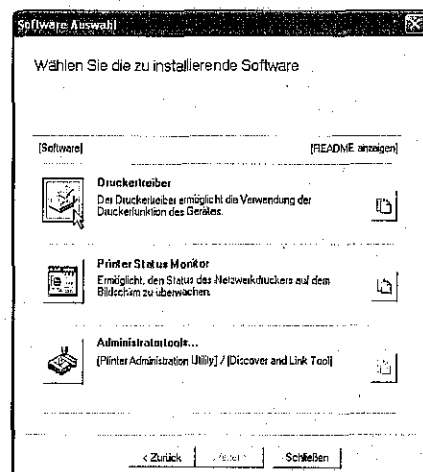 Software Auswahl
Wählen Sie die zu installierende Software
[Software] [README anzeigen]
Druckertreiber
Der Druckertreiber ermöglicht die Verwendung der
Druckerfunktion des Gerätes.
Printer Status Monitor
Ermöglicht, den Status des Netzwerkdruckers auf dem
Bildschirm zu überwachen.
Administratortools...
[Printer Administration Utility] / [Discover and Link Tool]
< Zurück Weiter > Schließen